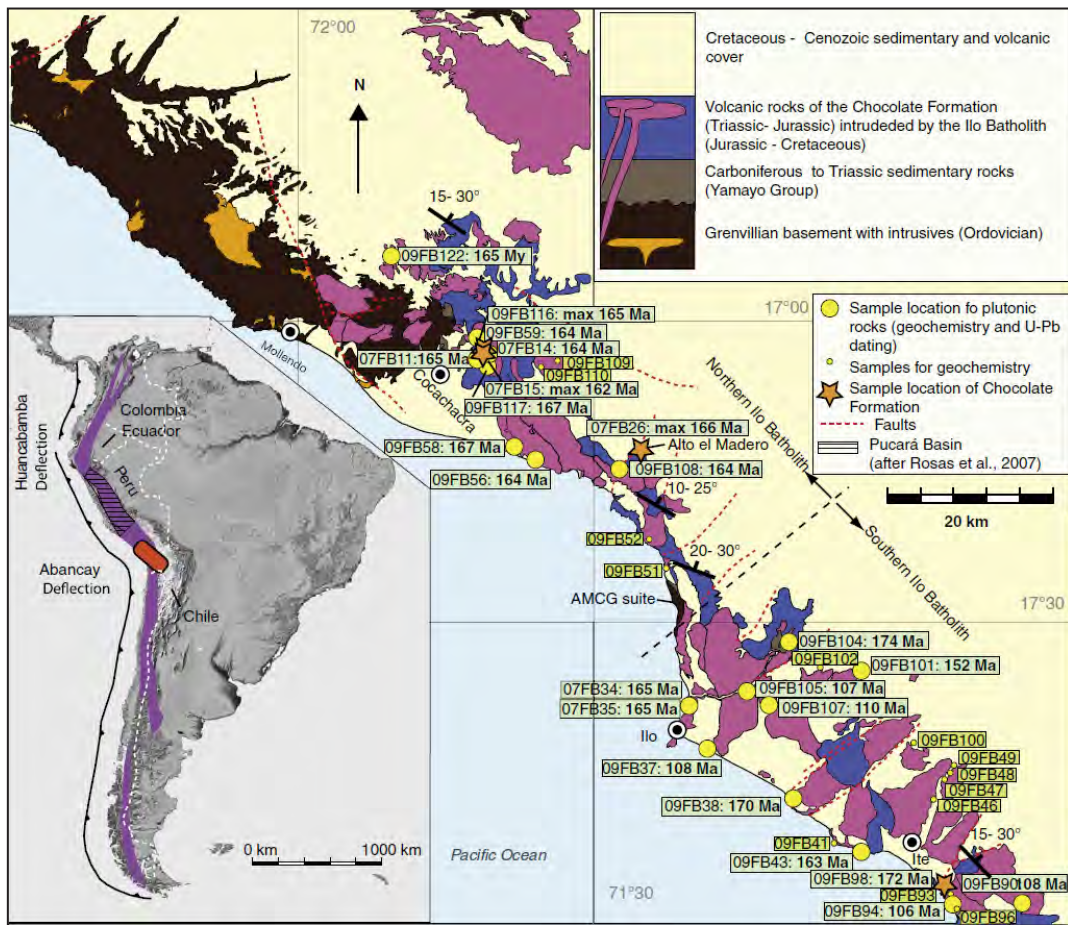 72°00
N
15- 30°
09FB122: 165 My
09FB116: max 165 Ma
09FB59: 164 Ma
07FB14: 164 Ma
07FB11: 165 Ma
09FB109
09FB110
07FB15: max 162 Ma
09FB117: 167 Ma
Mollendo
Cocachacra
07FB26: max 166 Ma
Alto el Madero
09FB58: 167 Ma
09FB56: 164 Ma
09FB108: 164 Ma
10- 25°
09FB52
20- 30°
09FB51
AMCG suite
17°00
Northern Ilo Batholith
Southern Ilo Batholith
17°30
09FB104: 174 Ma
09FB102
09FB101: 152 Ma
07FB34: 165 Ma
07FB35: 165 Ma
09FB105: 107 Ma
09FB107: 110 Ma
Ilo
09FB37: 108 Ma
09FB100
09FB49
09FB48
09FB47
09FB46
09FB38: 170 Ma
09FB41
09FB43: 163 Ma
Ite
15- 30°
09FB98: 172 Ma
09FB90: 108 Ma
09FB93
09FB94: 106 Ma
09FB96
71°30
Pacific Ocean
Cretaceous - Cenozoic sedimentary and volcanic
cover
Volcanic rocks of the Chocolate Formation
(Triassic- Jurassic) intrudeded by the Ilo Batholith
(Jurassic - Cretaceous)
Carboniferous to Triassic sedimentary rocks
(Yamayo Group)
Grenvillian basement with intrusives (Ordovician)
Sample location fo plutonic
rocks (geochemistry and U-Pb
dating)
Samples for geochemistry
Sample location of Chocolate
Formation
Faults
Pucará Basin
(after Rosas et al., 2007)
20 km
Huancabamba
Deflection
Colombia
Ecuador
Peru
Abancay
Deflection
Chile
0 km 1000 km